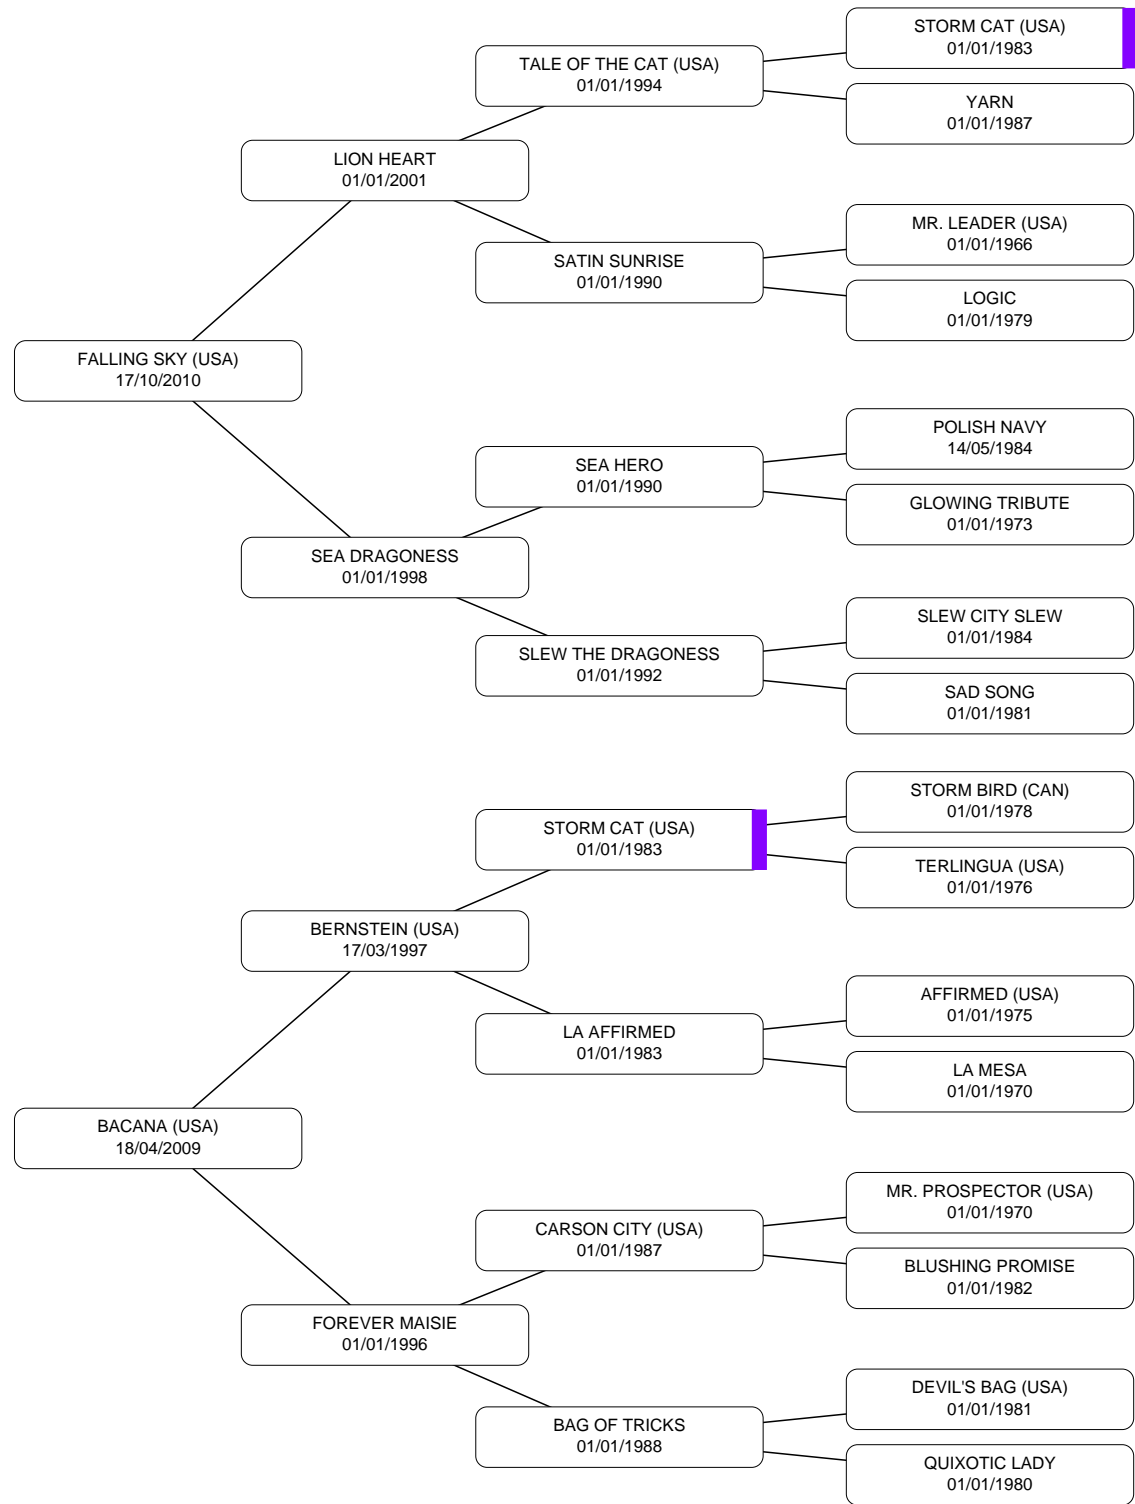 STORM CAT (USA)
01/01/1983
TALE OF THE CAT (USA)
01/01/1994
YARN
01/01/1987
LION HEART
01/01/2001
MR. LEADER (USA)
01/01/1966
SATIN SUNRISE
01/01/1990
LOGIC
01/01/1979
FALLING SKY (USA)
17/10/2010
POLISH NAVY
14/05/1984
SEA HERO
01/01/1990
GLOWING TRIBUTE
01/01/1973
SEA DRAGONESS
01/01/1998
SLEW CITY SLEW
01/01/1984
SLEW THE DRAGONESS
01/01/1992
SAD SONG
01/01/1981
STORM BIRD (CAN)
01/01/1978
STORM CAT (USA)
01/01/1983
TERLINGUA (USA)
01/01/1976
BERNSTEIN (USA)
17/03/1997
AFFIRMED (USA)
01/01/1975
LA AFFIRMED
01/01/1983
LA MESA
01/01/1970
BACANA (USA)
18/04/2009
MR. PROSPECTOR (USA)
01/01/1970
CARSON CITY (USA)
01/01/1987
BLUSHING PROMISE
01/01/1982
FOREVER MAISIE
01/01/1996
DEVIL'S BAG (USA)
01/01/1981
BAG OF TRICKS
01/01/1988
QUIXOTIC LADY
01/01/1980